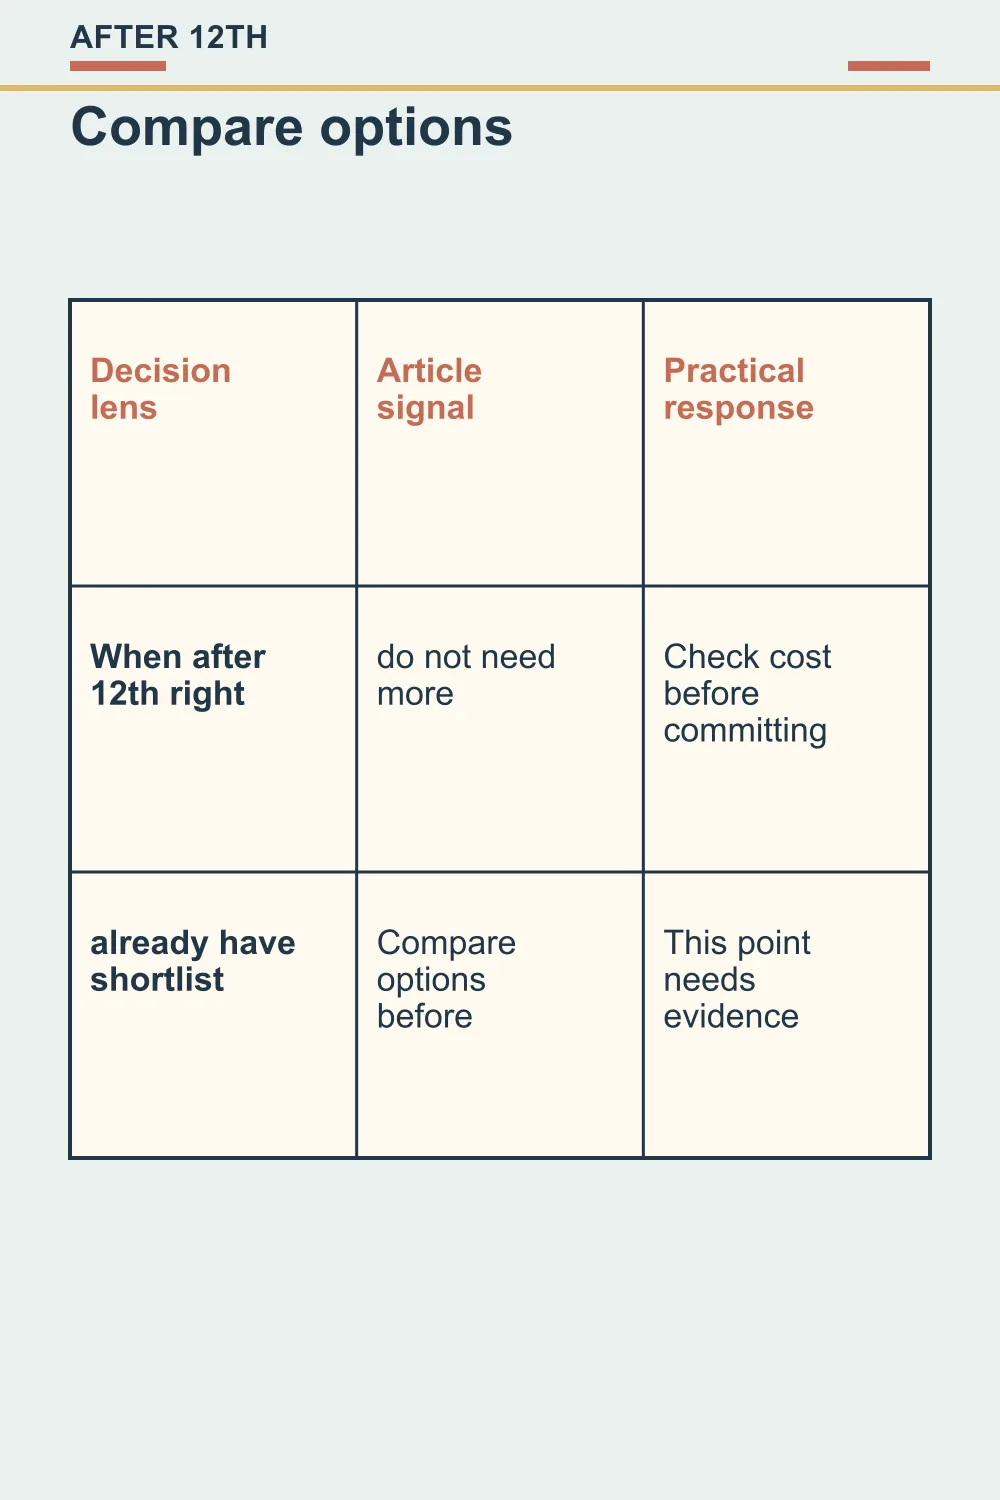 AFTER 12TH
Compare options
Decision
lens
Article
signal
Practical
response
When after
12th right
do not need
more
Check cost
before
committing
already have
shortlist
Compare
options
before
This point
needs
evidence